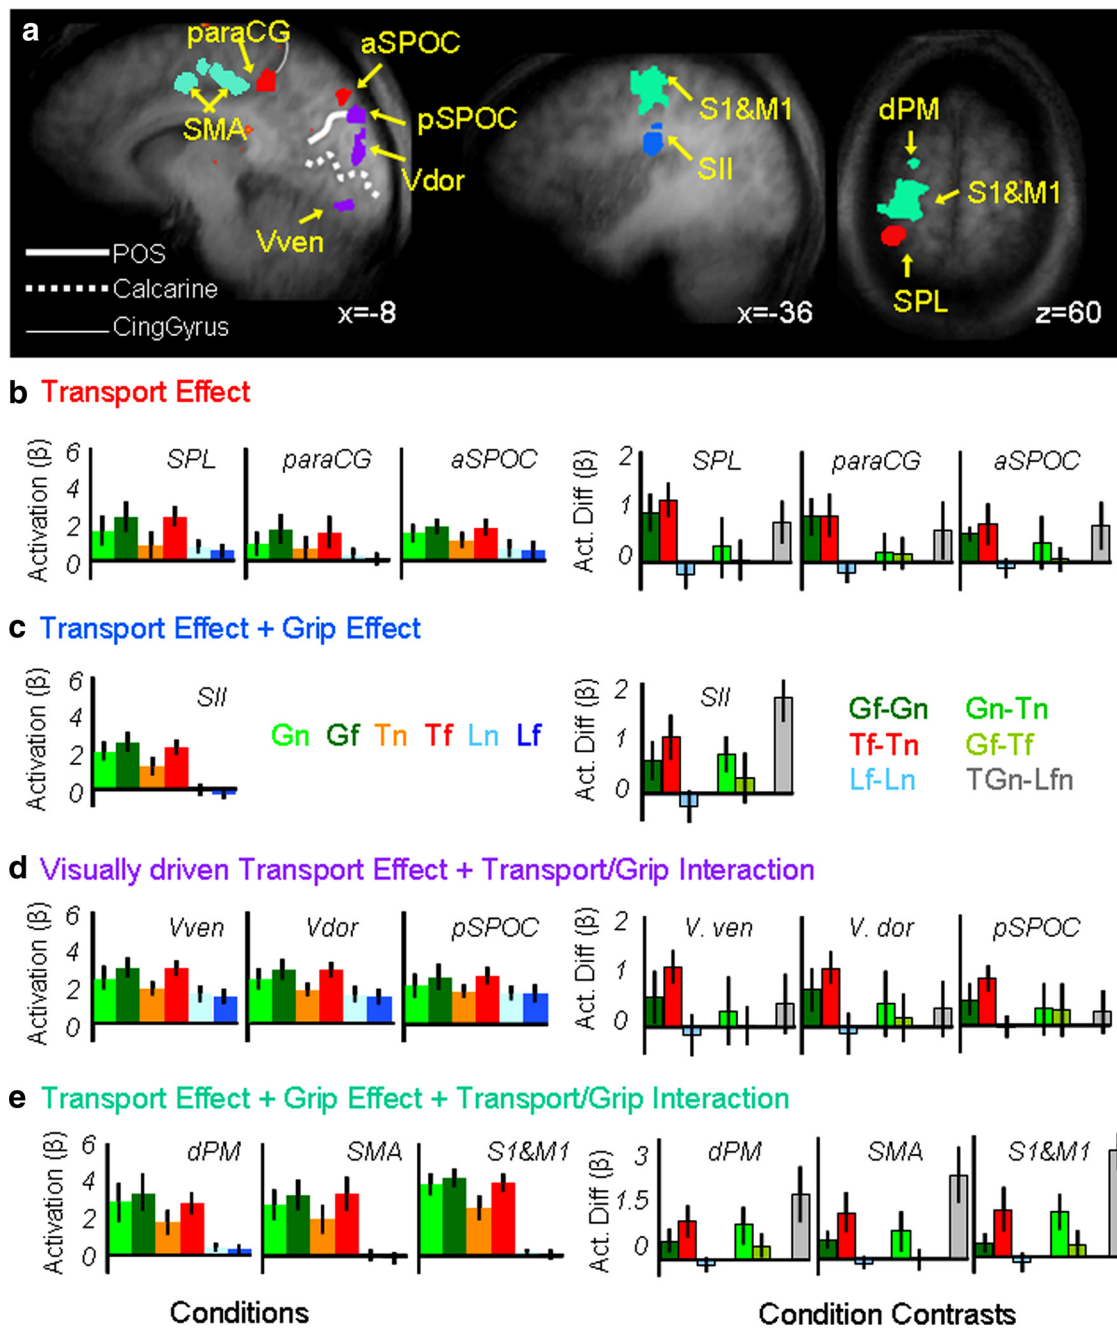 a
paraCG
aSPOC
SMA
pSPOC
Vdor
Vven
POS
Calcarine
CingGyrus
x=-8
S1&M1
SII
x=-36
dPM
S1&M1
SPL
z=60
b Transport Effect
Activation (β)
6
4
2
0
SPL
paraCG
aSPOC
Act. Diff (β)
2
1
0
SPL
paraCG
aSPOC
c Transport Effect + Grip Effect
Activation (β)
6
4
2
0
SII
Gn Gf Tn Tf Ln Lf
Act. Diff (β)
2
1
0
SII
Gf-Gn Gn-Tn
Tf-Tn Gf-Tf
Lf-Ln TGn-Lfn
d Visually driven Transport Effect + Transport/Grip Interaction
Activation (β)
6
4
2
0
Vven
Vdor
pSPOC
Act. Diff (β)
2
1
0
V. ven
V. dor
pSPOC
e Transport Effect + Grip Effect + Transport/Grip Interaction
Activation (β)
6
4
2
0
dPM
SMA
S1&M1
Act. Diff (β)
3
1.5
0
dPM
SMA
S1&M1
Conditions
Condition Contrasts